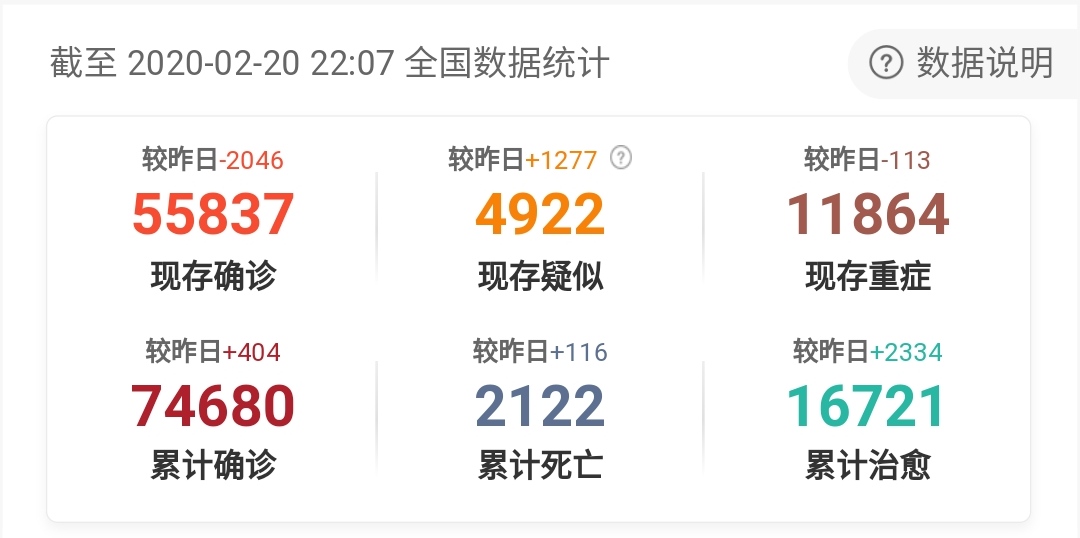 截至 2020-02-20 22:07 全国数据统计
? 数据说明
较昨日-2046
55837
现存确诊
较昨日+1277 ?
4922
现存疑似
较昨日-113
11864
现存重症
较昨日+404
74680
累计确诊
较昨日+116
2122
累计死亡
较昨日+2334
16721
累计治愈